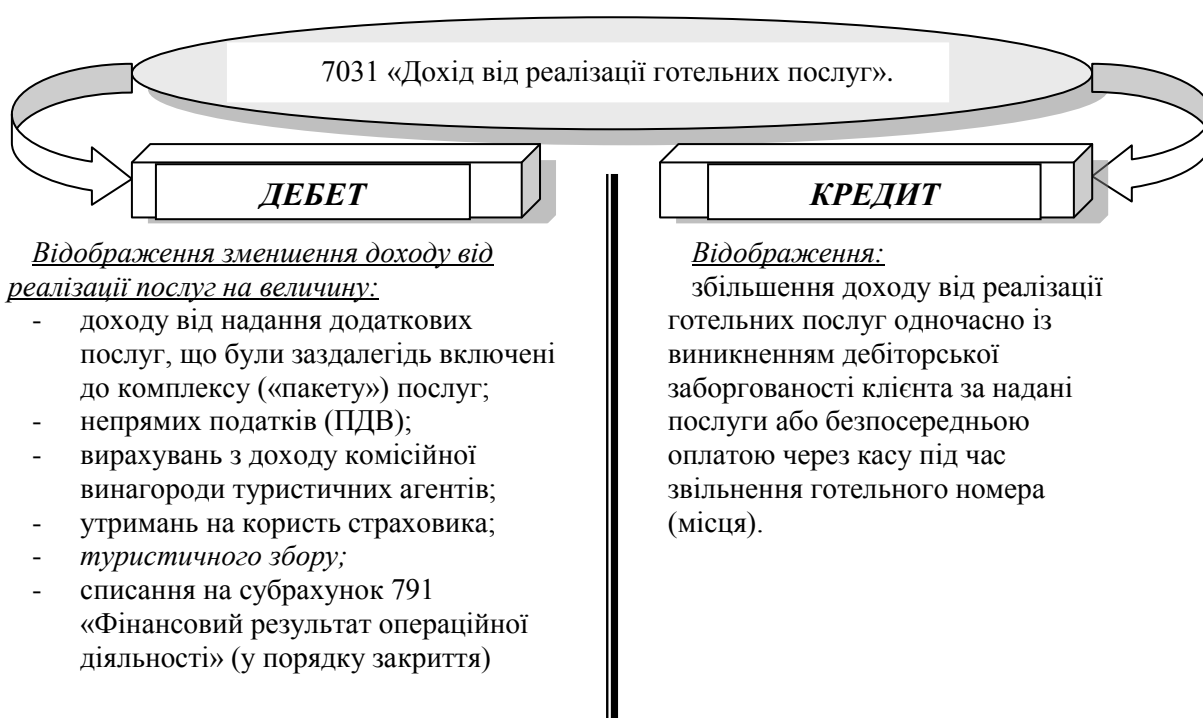 7031 «Дохід від реалізації готельних послуг».
ДЕБЕТ
Відображення зменшення доходу від
реалізації послуг на величину:
- доходу від надання додаткових
послуг, що були заздалегідь включені
до комплексу («пакету») послуг;
- непрямих податків (ПДВ);
- вирахувань з доходу комісійної
винагороди туристичних агентів;
- утримань на користь страховика;
- туристичного збору;
- списання на субрахунок 791
«Фінансовий результат операційної
діяльності» (у порядку закриття)
КРЕДИТ
Відображення:
збільшення доходу від реалізації
готельних послуг одночасно із
виникненням дебіторської
заборгованості клієнта за надані
послуги або безпосередньою
оплатою через касу під час
звільнення готельного номера
(місця).